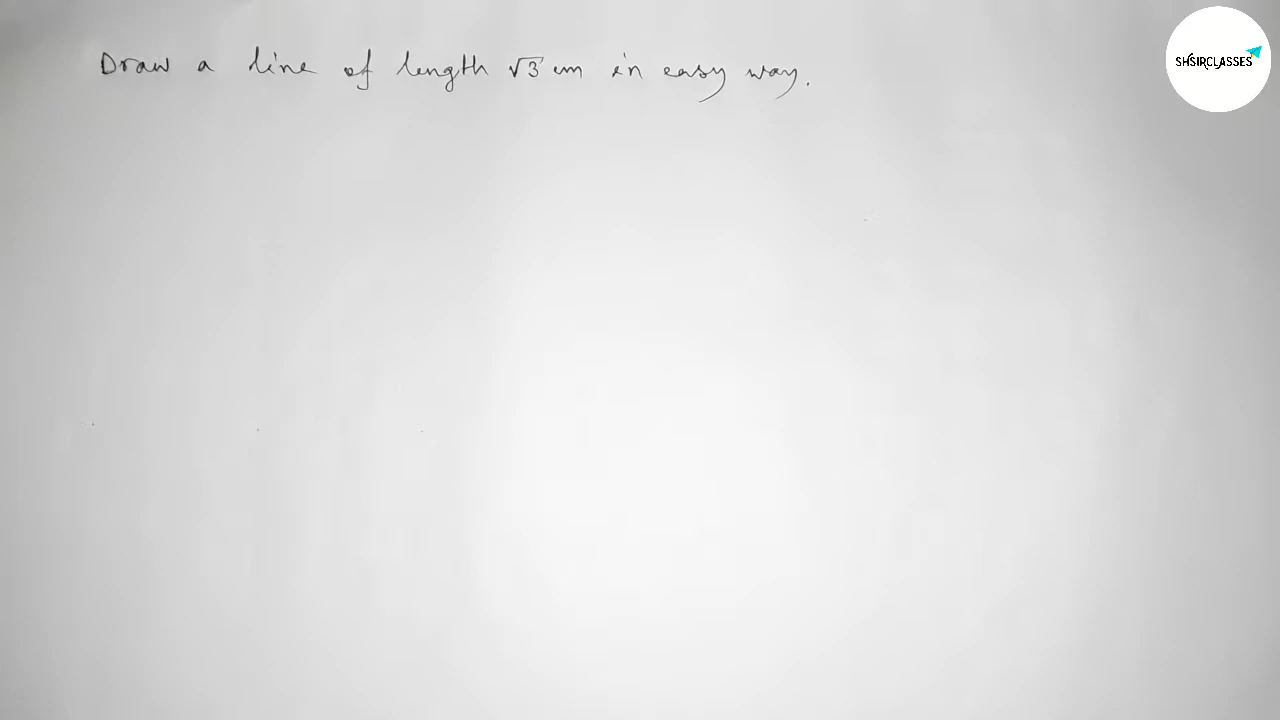 Draw a line of length √3 cm in easy way.
SHSIRCLASSES